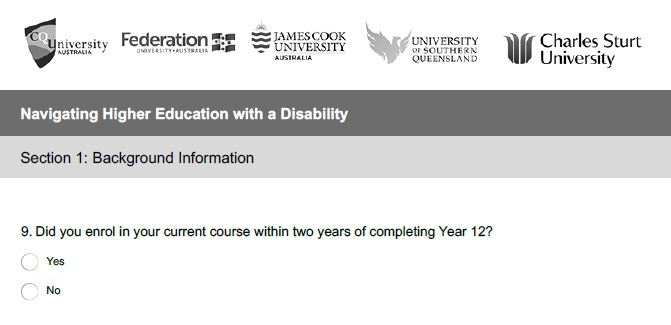 CQUniversity
AUSTRALIA
Federation
UNIVERSITY•AUSTRALIA
JAMES COOK
UNIVERSITY
AUSTRALIA
UNIVERSITY
OF SOUTHERN
QUEENSLAND
Charles Sturt
University
Navigating Higher Education with a Disability
Section 1: Background Information
9. Did you enrol in your current course within two years of completing Year 12?
Yes
No